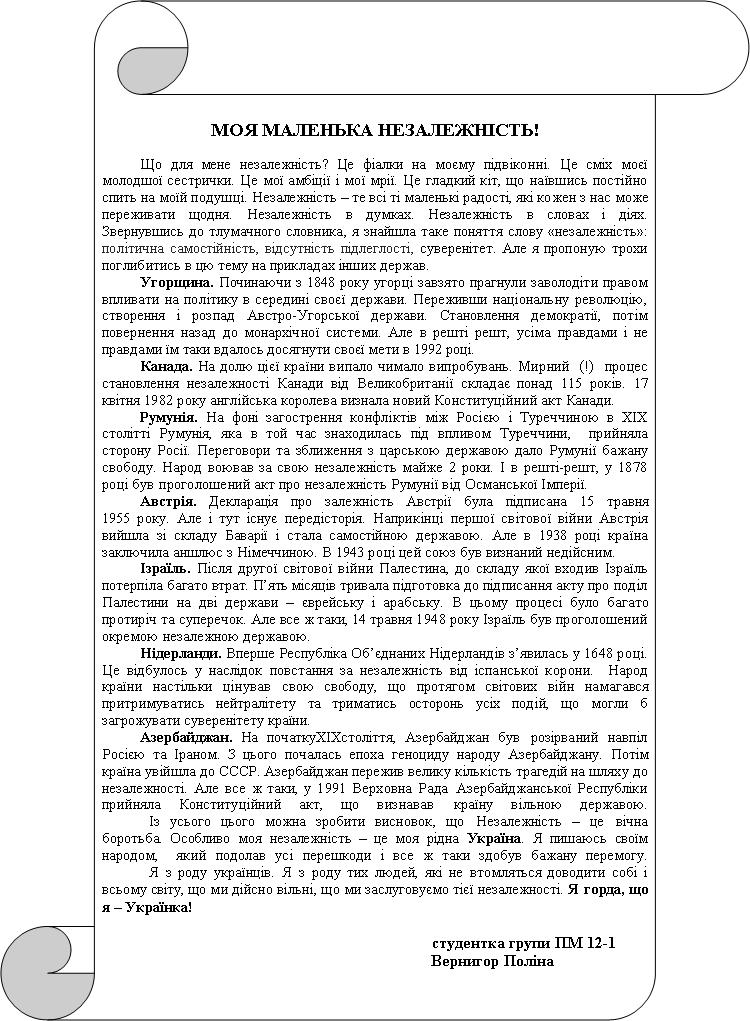 МОЯ МАЛЕНЬКА НЕЗАЛЕЖНІСТЬ!
Що для мене незалежність? Це фіалки на моєму підвіконні. Це сміх моєї
молодшої сестрички. Це мої амбіції і мої мрії. Це гладкий кіт, що наївшись постійно
спить на моїй подушці. Незалежність – те всі ті маленькі радості, які кожен з нас може
переживати щодня. Незалежність в думках. Незалежність в словах і діях.
Звернувшись до тлумачного словника, я знайшла таке поняття слову «незалежність»:
політична самостійність, відсутність підлеглості, суверенітет. Але я пропоную трохи
поглибитись в цю тему на прикладах інших держав.
Угорщина. Починаючи з 1848 року угорці завзято прагнули заволодіти правом
впливати на політику в середині своєї держави. Переживши національну революцію,
створення і розпад Австро-Угорської держави. Становлення демократії, потім
повернення назад до монархічної системи. Але в решті решт, усіма правдами і не
правдами їм таки вдалось досягнути своєї мети в 1992 році.
Канада. На долю цієї країни випало чимало випробувань. Мирний (!) процес
становлення незалежності Канади від Великобританії складає понад 115 років. 17
квітня 1982 року англійська королева визнала новий Конституційний акт Канади.
Румунія. На фоні загострення конфліктів між Росією і Туреччиною в XIX
столітті Румунія, яка в той час знаходилась під впливом Туреччини, прийняла
сторону Росії. Переговори та зближення з царською державою дало Румунії бажану
свободу. Народ воював за свою незалежність майже 2 роки. І в решті-решт, у 1878
році був проголошений акт про незалежність Румунії від Османської Імперії.
Австрія. Декларація про залежність Австрії була підписана 15 травня
1955 року. Але і тут існує передісторія. Наприкінці першої світової війни Австрія
вийшла зі складу Баварії і стала самостійною державою. Але в 1938 році країна
заключила аншлюс з Німеччиною. В 1943 році цей союз був визнаний недійсним.
Ізраїль. Після другої світової війни Палестина, до складу якої входив Ізраїль
потерпіла багато втрат. П’ять місяців тривала підготовка до підписання акту про поділ
Палестини на дві держави – єврейську і арабську. В цьому процесі було багато
протиріч та суперечок. Але все ж таки, 14 травня 1948 року Ізраїль був проголошений
окремою незалежною державою.
Нідерланди. Вперше Республіка Об’єднаних Нідерландів з’явилась у 1648 році.
Це відбулось у наслідок повстання за незалежність від іспанської корони. Народ
країни настільки цінував свою свободу, що протягом світових війн намагався
притримуватись нейтралітету та триматись осторонь усіх подій, що могли б
загрожувати суверенітету країни.
Азербайджан. На початкуXIXстоліття, Азербайджан був розірваний навпіл
Росією та Іраном. З цього почалась епоха геноциду народу Азербайджану. Потім
країна увійшла до СССР. Азербайджан пережив велику кількість трагедій на шляху до
незалежності. Але все ж таки, у 1991 Верховна Рада Азербайджанської Республіки
прийняла Конституційний акт, що визнавав країну вільною державою.
Із усього цього можна зробити висновок, що Незалежність – це вічна
боротьба. Особливо моя незалежність – це моя рідна Україна. Я пишаюсь своїм
народом, який подолав усі перешкоди і все ж таки здобув бажану перемогу.
Я з роду українців. Я з роду тих людей, які не втомляться доводити собі і
всьому світу, що ми дійсно вільні, що ми заслуговуємо тієї незалежності. Я горда, що
я – Українка!
студентка групи ПМ 12-1
Вернигор Поліна